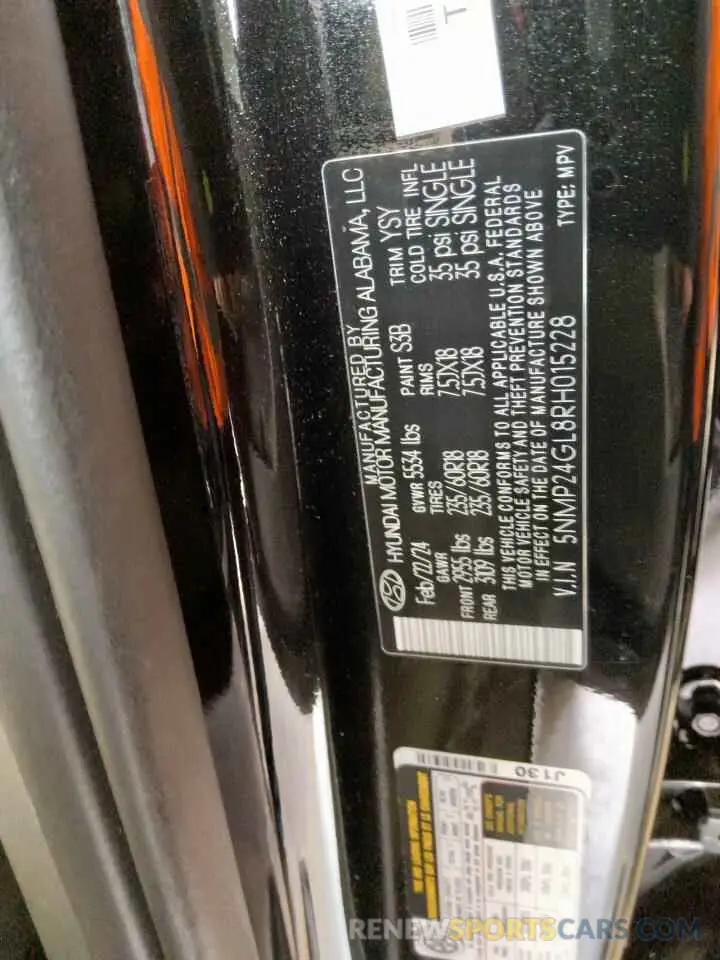 T
MANUFACTURED BY
HYUNDAI MOTOR MANUFACTURING ALABAMA, LLC
Feb/22/24 GVWR 5534 lbs PAINT S3B TRIM YSY
GAWR TIRES RIMS COLD TIRE INFL
FRONT 2955 lbs 235/60R18 7.5JX18 35 psi SINGLE
REAR 3109 lbs 235/60R18 7.5JX18 35 psi SINGLE
THIS VEHICLE CONFORMS TO ALL APPLICABLE U.S.A. FEDERAL
MOTOR VEHICLE SAFETY AND THEFT PREVENTION STANDARDS
IN EFFECT ON THE DATE OF MANUFACTURE SHOWN ABOVE
V.I.N 5NMP24GL8RH015228 TYPE: MPV
J130
RENEWSPORTSCARS.COM